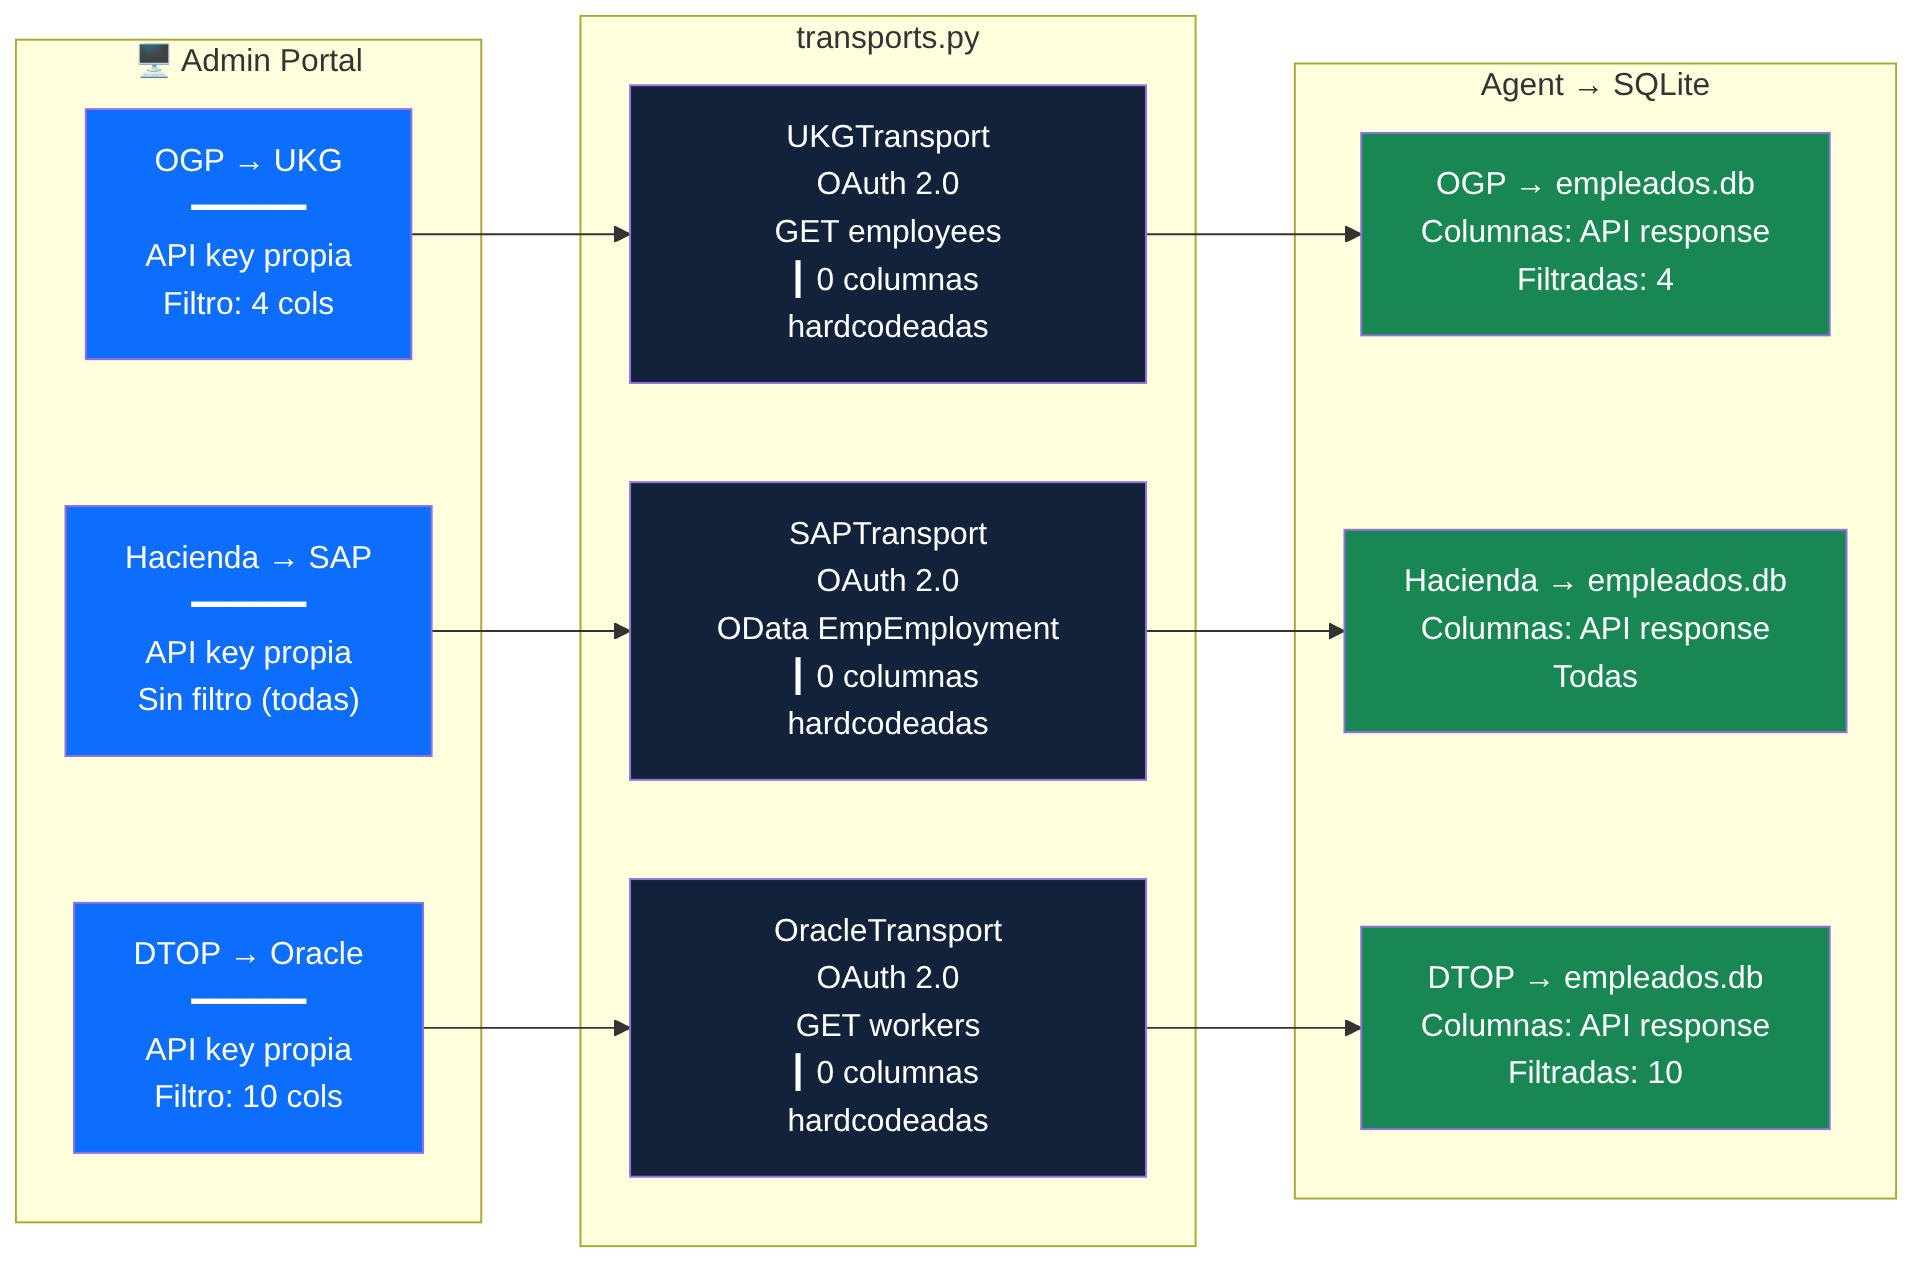 🖥️ Admin Portal
OGP → UKG
━━━━━━
API key propia
Filtro: 4 cols
Hacienda → SAP
━━━━━━
API key propia
Sin filtro (todas)
DTOP → Oracle
━━━━━━
API key propia
Filtro: 10 cols
transports.py
UKGTransport
OAuth 2.0
GET employees
┃ 0 columnas
hardcodeadas
SAPTransport
OAuth 2.0
OData EmpEmployment
┃ 0 columnas
hardcodeadas
OracleTransport
OAuth 2.0
GET workers
┃ 0 columnas
hardcodeadas
Agent → SQLite
OGP → empleados.db
Columnas: API response
Filtradas: 4
Hacienda → empleados.db
Columnas: API response
Todas
DTOP → empleados.db
Columnas: API response
Filtradas: 10